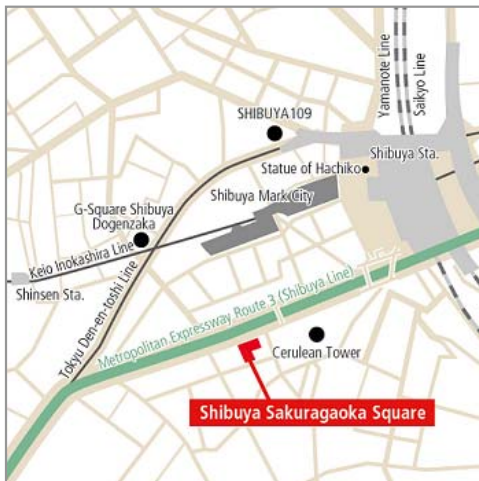 Yamanote Line
Saikyo Line
SHIBUYA109
Shibuya Sta.
Statue of Hachiko
Shibuya Mark City
G-Square Shibuya
Dogenzaka
Keio Inokashira Line
Shinsen Sta.
Tokyu Den-en-toshi Line
Metropolitan Expressway Route 3 (Shibuya Line)
Cerulean Tower
Shibuya Sakuragaoka Square